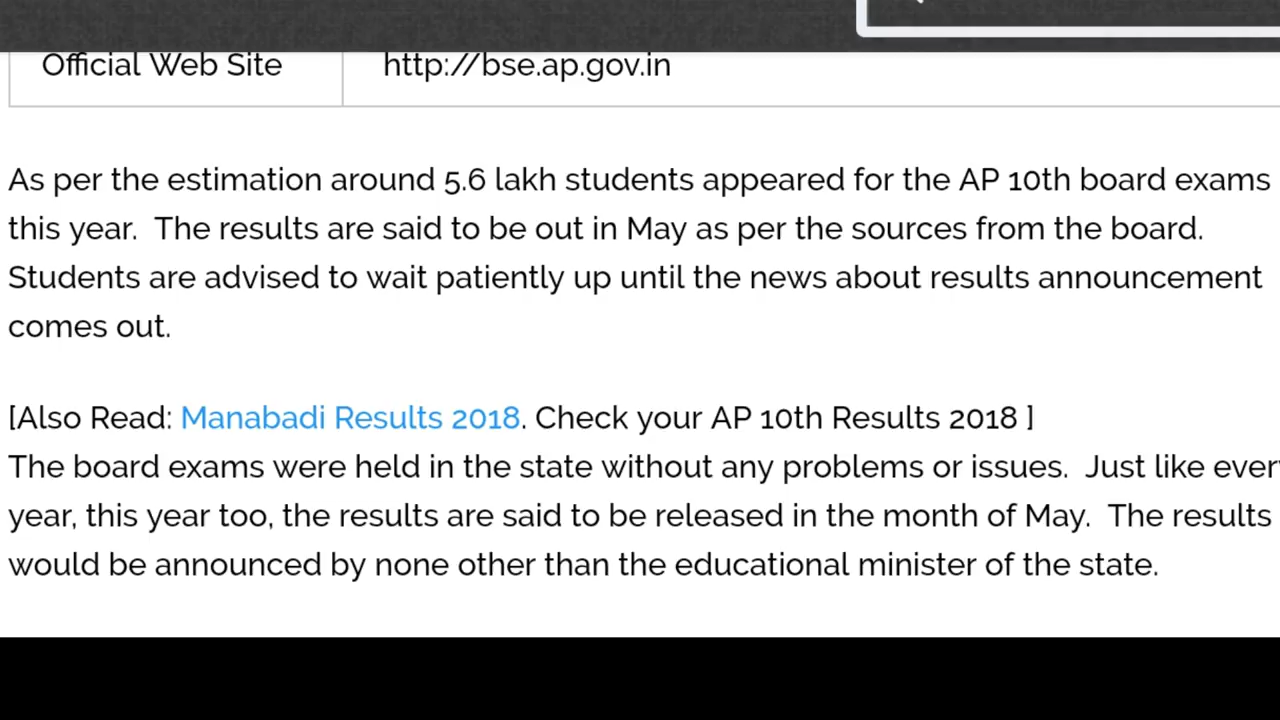 Official Web Site http://bse.ap.gov.in
As per the estimation around 5.6 lakh students appeared for the AP 10th board exams
this year.  The results are said to be out in May as per the sources from the board.
Students are advised to wait patiently up until the news about results announcement
comes out.
[Also Read: Manabadi Results 2018. Check your AP 10th Results 2018 ]
The board exams were held in the state without any problems or issues.  Just like every
year, this year too, the results are said to be released in the month of May.  The results
would be announced by none other than the educational minister of the state.